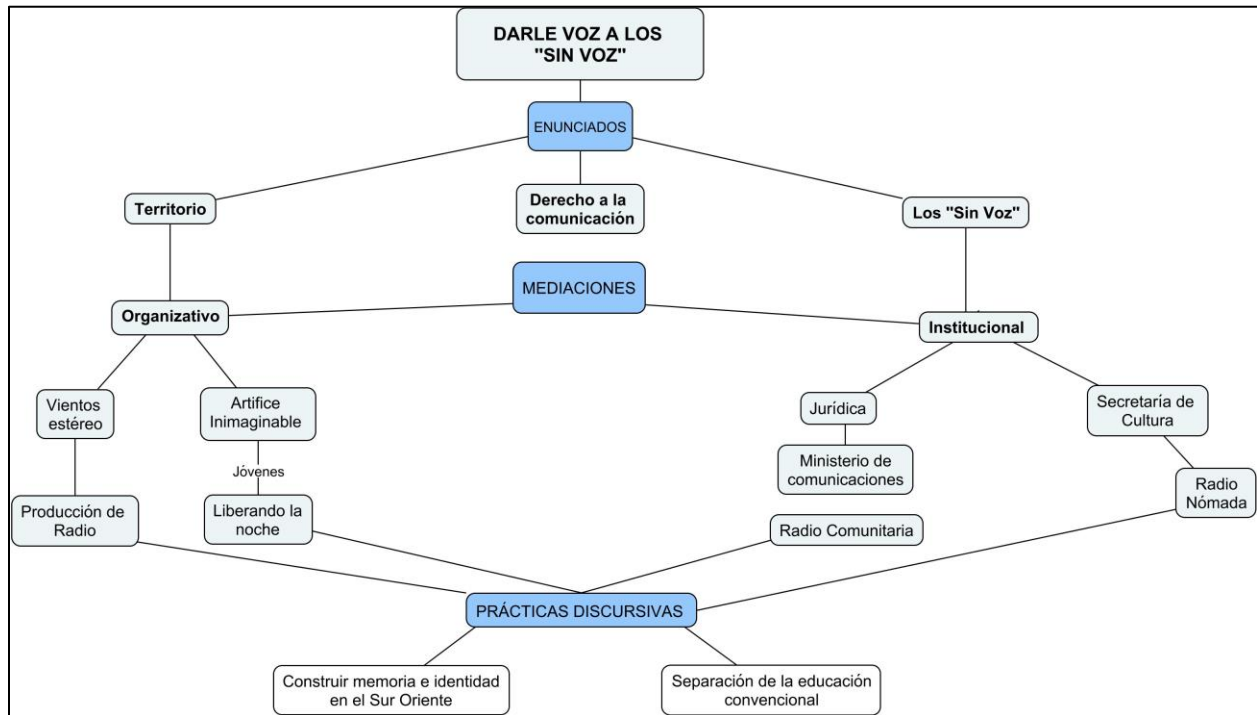 DARLE VOZ A LOS
"SIN VOZ"
ENUNCIADOS
Territorio
Derecho a la
comunicación
Los "Sin Voz"
MEDIACIONES
Organizativo
Institucional
Vientos
estéreo
Artifice
Inimaginable
Jurídica
Secretaría de
Cultura
Jóvenes
Ministerio de
comunicaciones
Producción de
Radio
Liberando la
noche
Radio
Nómada
Radio Comunitaria
PRÁCTICAS DISCURSIVAS
Construir memoria e identidad
en el Sur Oriente
Separación de la educación
convencional